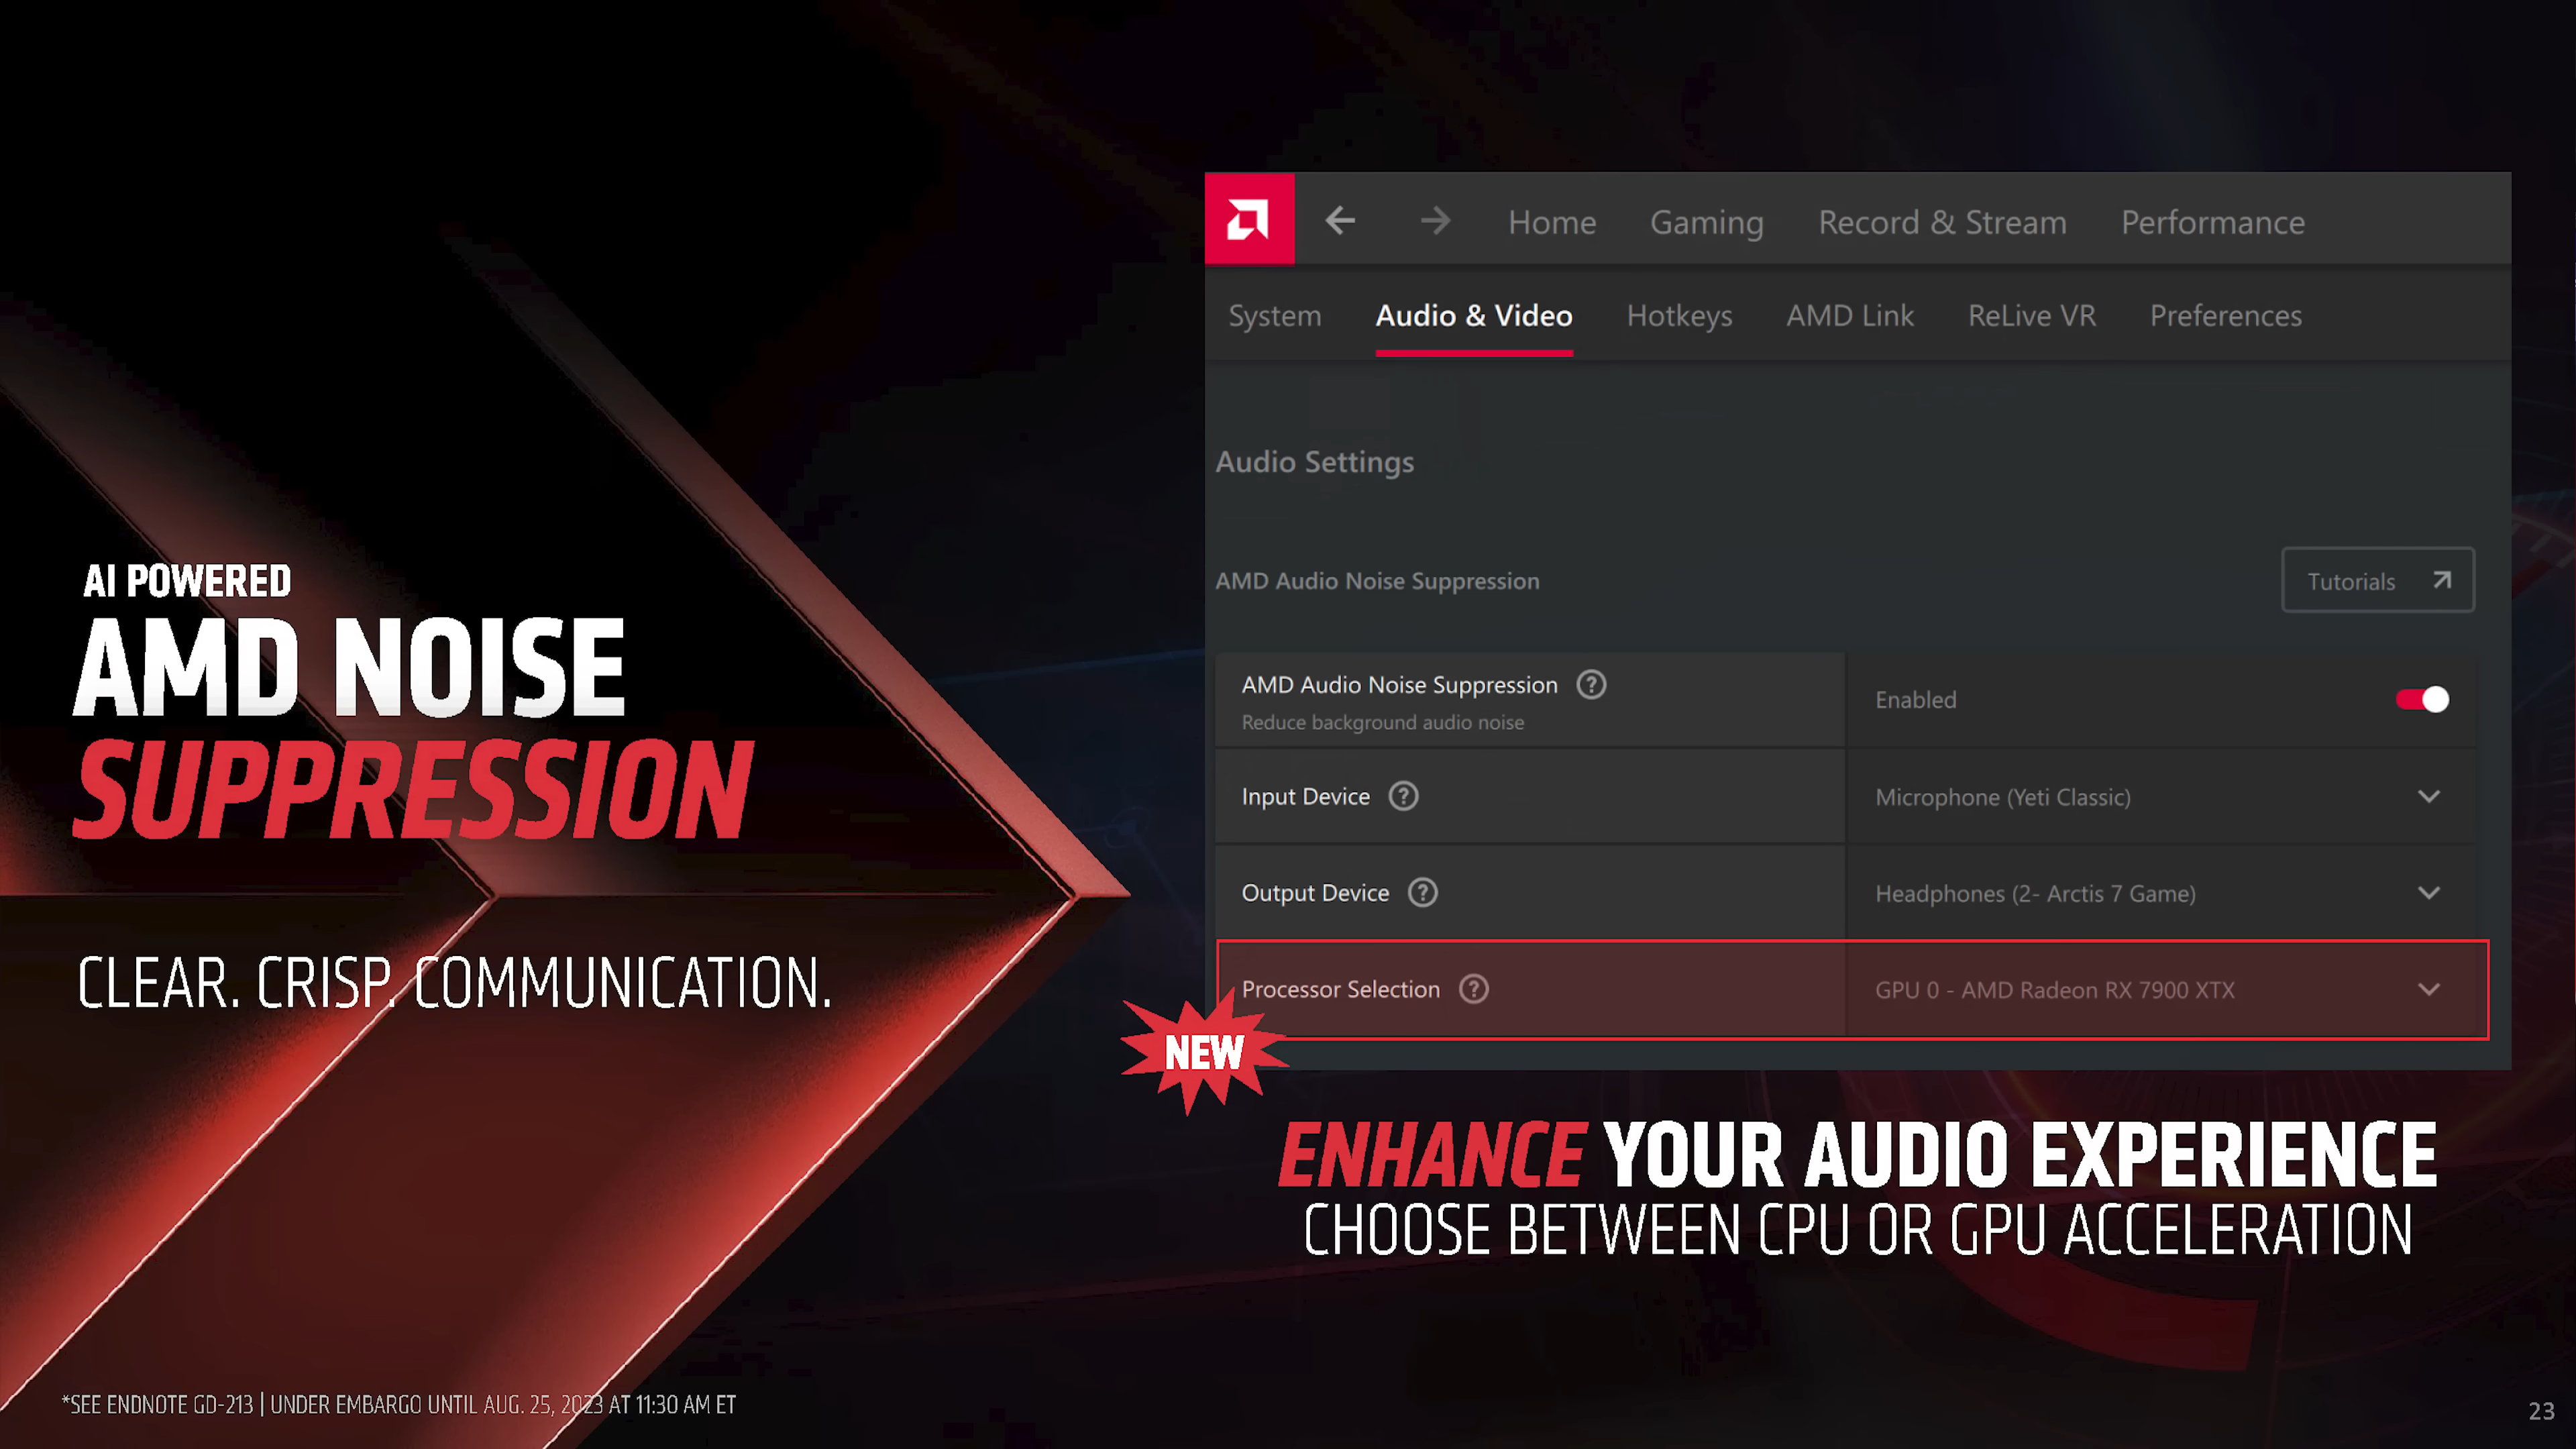 AI POWERED
AMD NOISE
SUPPRESSION
CLEAR. CRISP. COMMUNICATION.
Home Gaming Record & Stream Performance
System Audio & Video Hotkeys AMD Link ReLive VR Preferences
Audio Settings
AMD Audio Noise Suppression Tutorials
AMD Audio Noise Suppression ? Enabled
Reduce background audio noise
Input Device ? Microphone (Yeti Classic)
Output Device ? Headphones (2- Arctis 7 Game)
Processor Selection ? GPU 0 - AMD Radeon RX 7900 XTX
NEW
ENHANCE YOUR AUDIO EXPERIENCE
CHOOSE BETWEEN CPU OR GPU ACCELERATION
*SEE ENDNOTE GD-213 | UNDER EMBARGO UNTIL AUG. 25, 2023 AT 11:30 AM ET
23